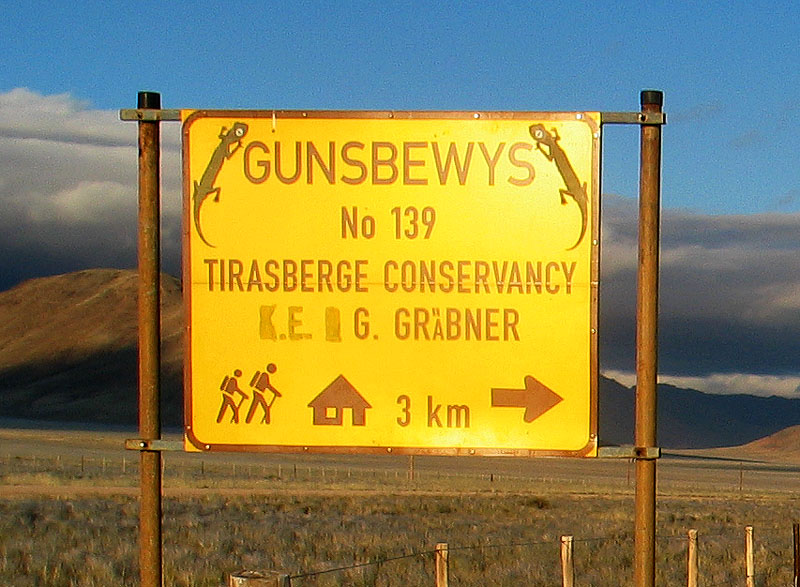 GUNSBEWYS
No 139
TIRASBERGE CONSERVANCY
K.E. G. GRÄBNER
3 km